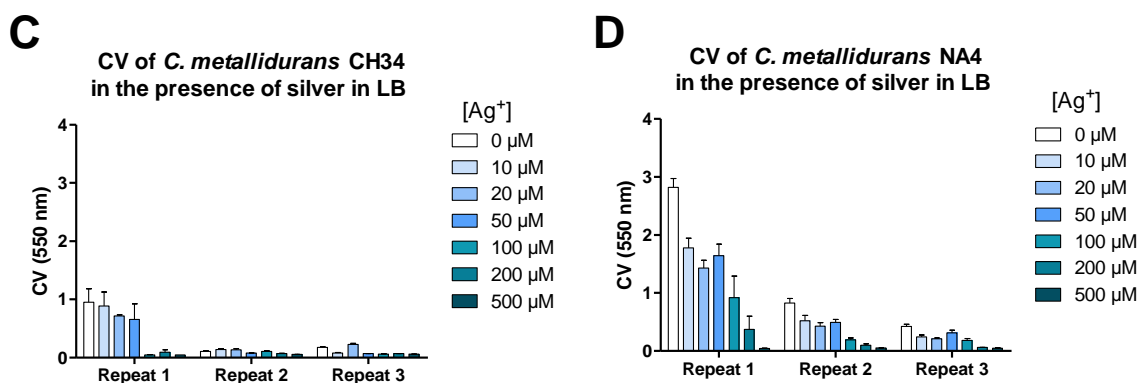 C
CV of C. metallidurans CH34
in the presence of silver in LB
CV (550 nm)
4
3
2
1
0
Repeat 1 Repeat 2 Repeat 3
[Ag⁺]
0 µM
10 µM
20 µM
50 µM
100 µM
200 µM
500 µM
D
CV of C. metallidurans NA4
in the presence of silver in LB
CV (550 nm)
4
3
2
1
0
Repeat 1 Repeat 2 Repeat 3
[Ag⁺]
0 µM
10 µM
20 µM
50 µM
100 µM
200 µM
500 µM